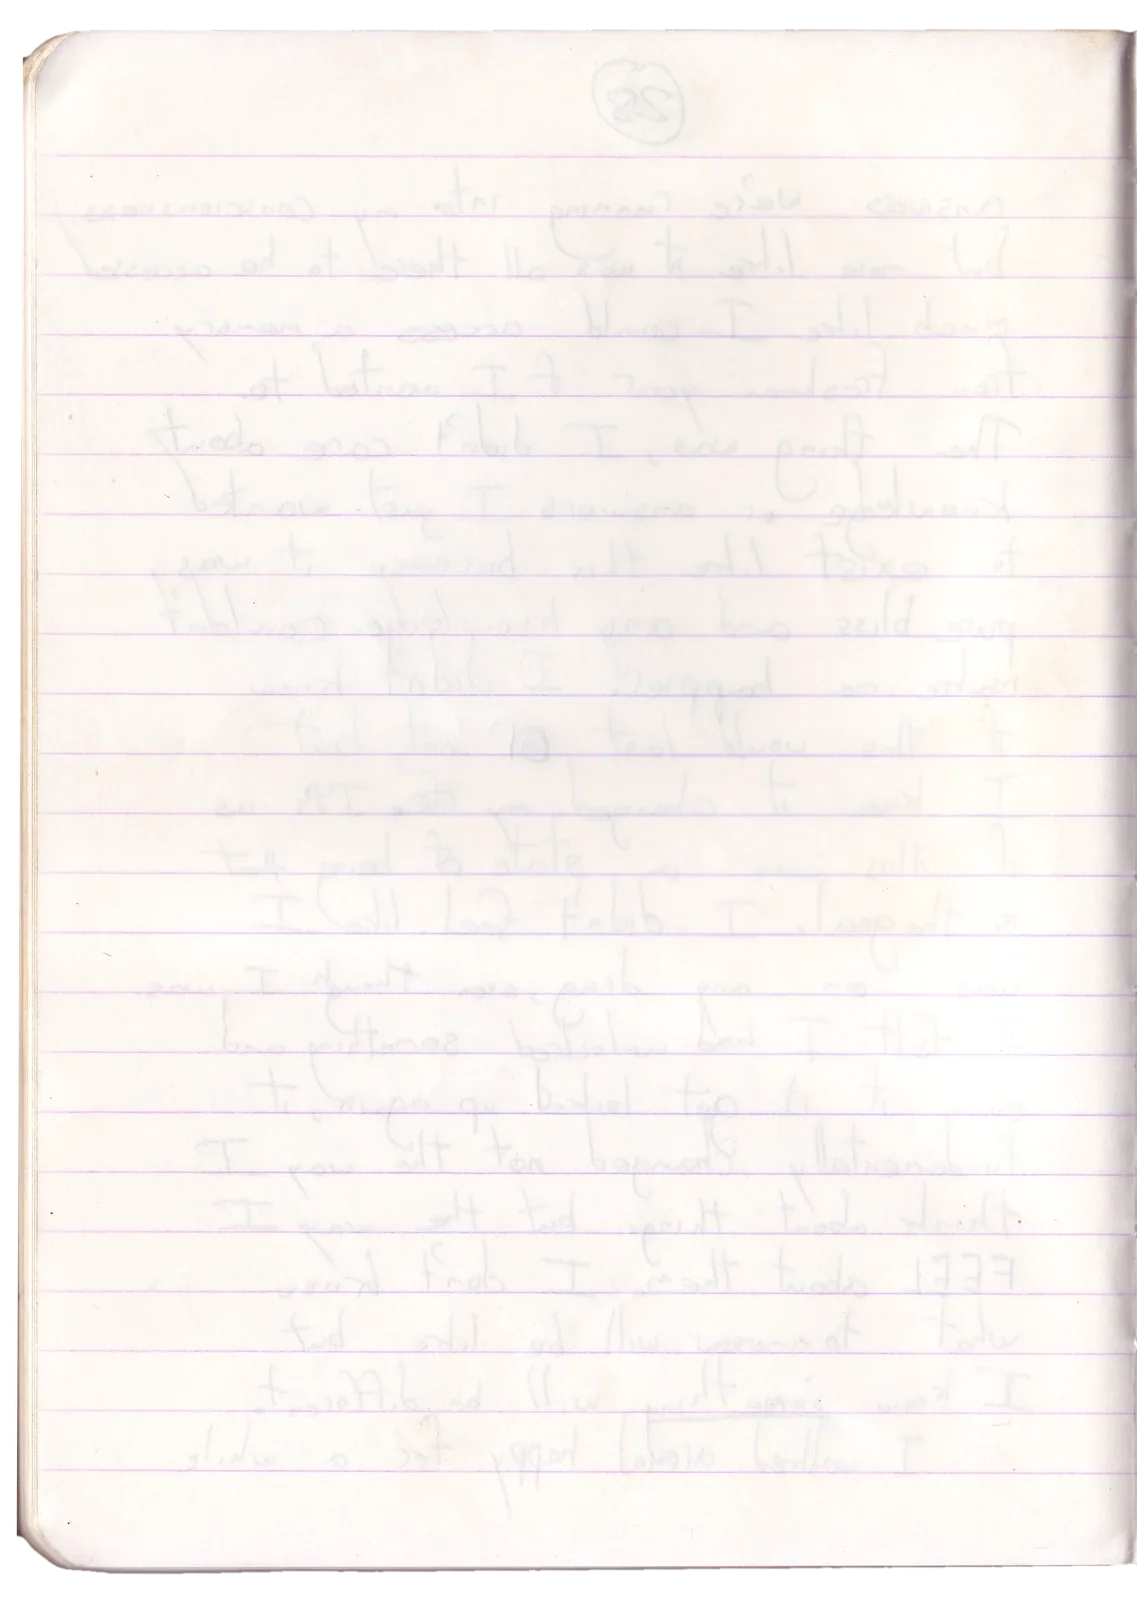 28
answers were coming into my consciousness
but more like it was all there to be accessed
much like I could access a memory
from fourteen years if I wanted to.
The thing was, I didn't care about
knowledge or answers. I just wanted
to exist like this because it was
pure bliss and any knowledge couldn't
make me happier. I didn't know
if this would last or not but
I knew it changed my life. It's as
if this was a state of being that
is the goal. I didn't feel like I
was on any drug, even though I was
felt I had unlocked something and
if it got locked up again, it
fundamentally changed not the way I
think about things but the way I
FEEL about them. I don't know
what tomorrow will be like but
I know something will be different.
I walked around happy for a while